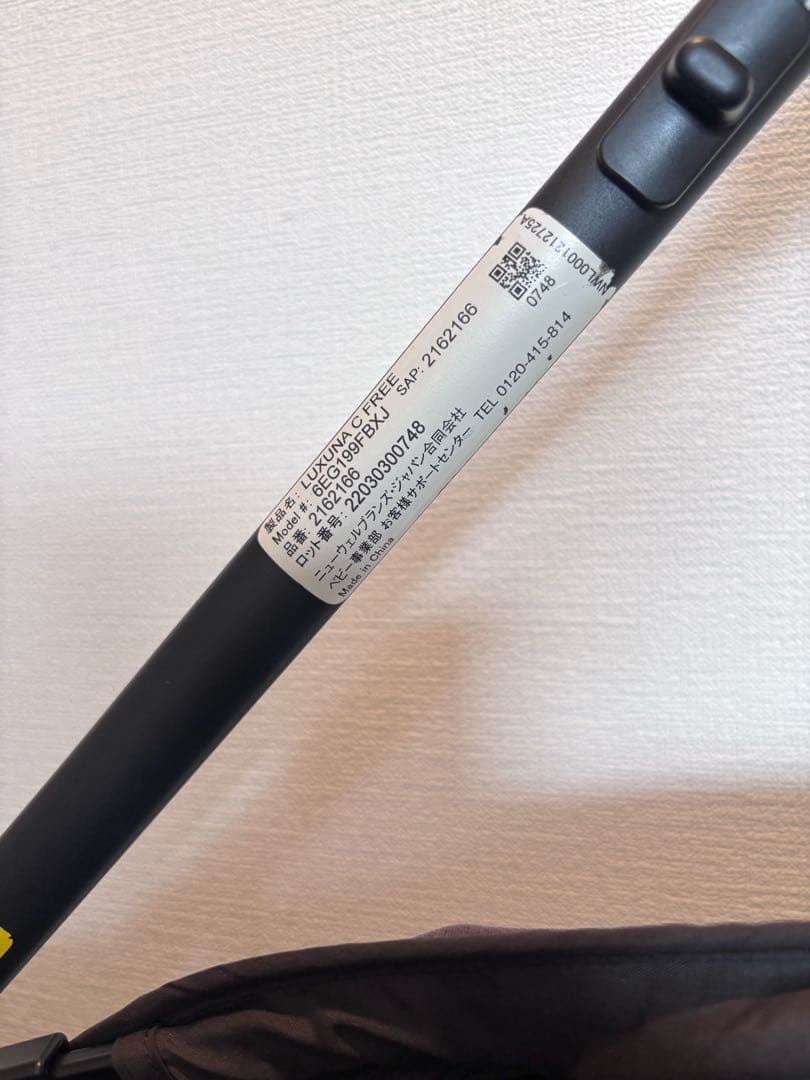 製品名: LUXUNA C FREE
Model #: 6EG199FBXJ SAP: 2162166
品番: 2162166
ロット番号: 22030300748
ニューウェルブランズ・ジャパン合同会社
ベビー事業部 お客様サポートセンター TEL 0120-415-814
Made in China
0748
NWL0001212725A